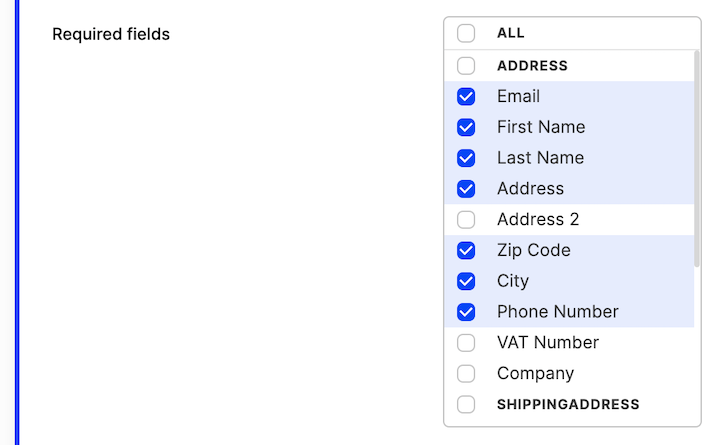 Required fields
ALL
ADDRESS
Email
First Name
Last Name
Address
Address 2
Zip Code
City
Phone Number
VAT Number
Company
SHIPPINGADDRESS